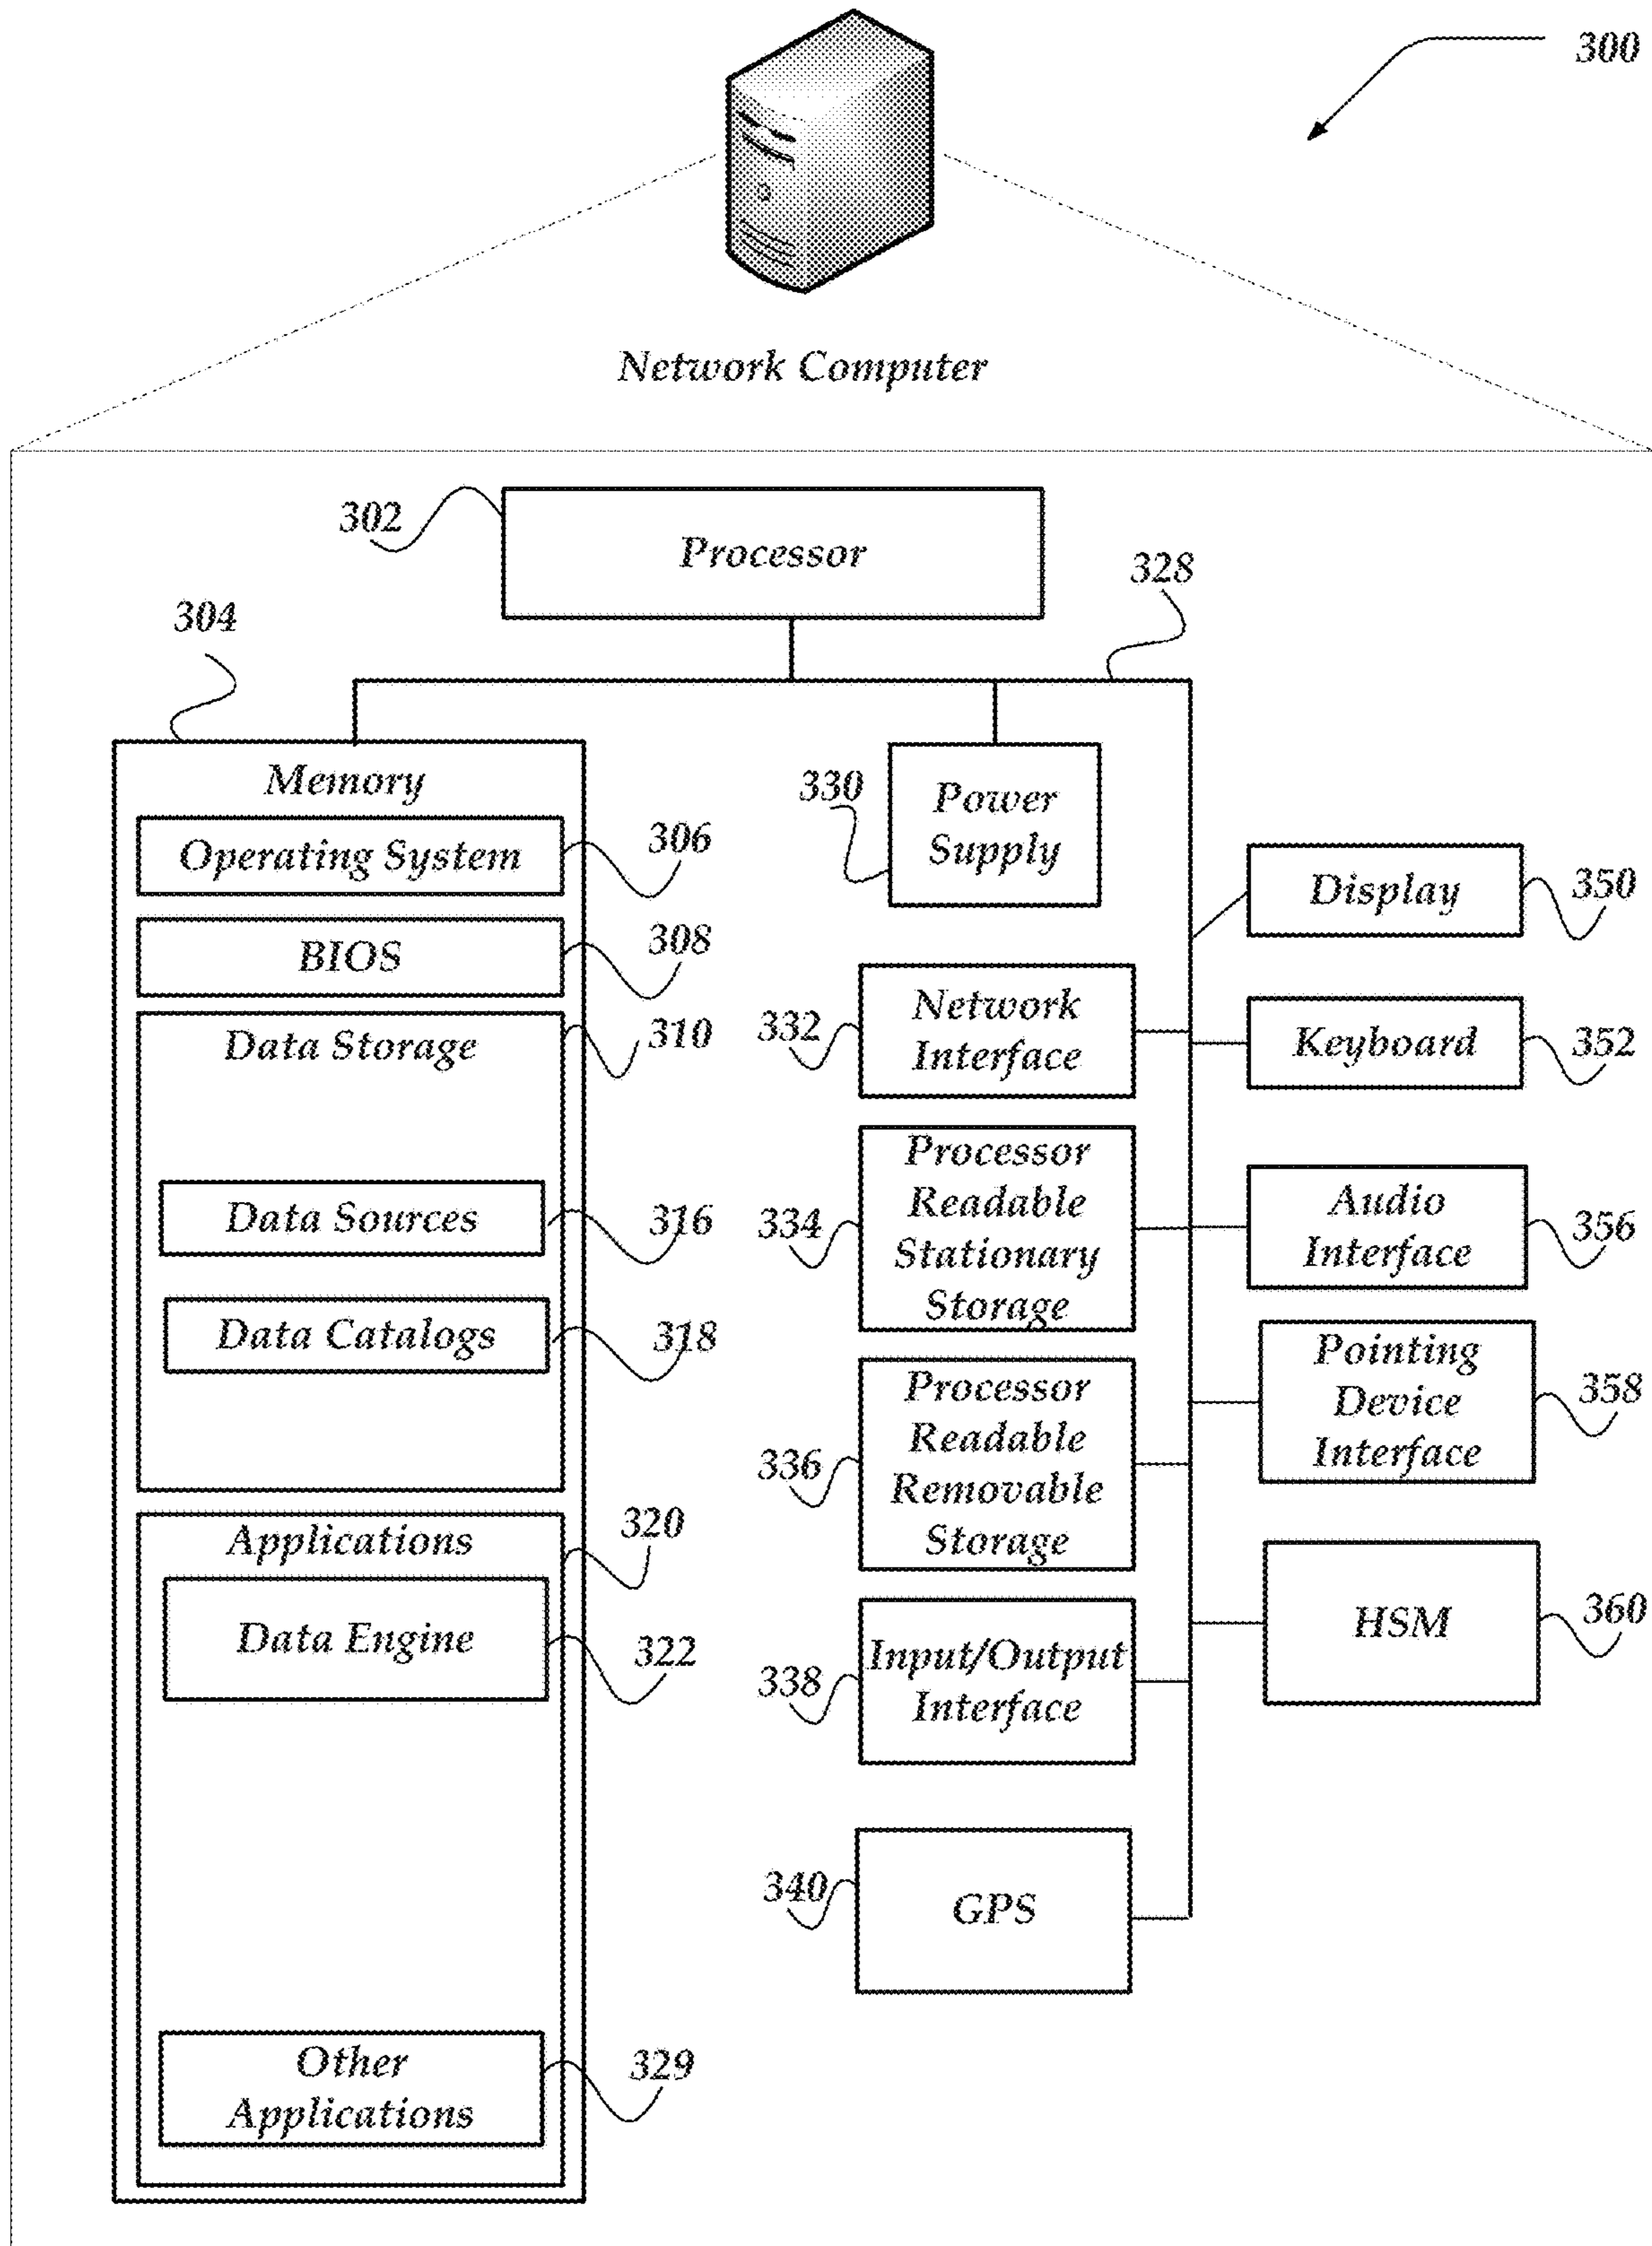 300
Network Computer
302
Processor
328
304
Memory
Operating System
306
BIOS
308
Data Storage
310
Data Sources
316
Data Catalogs
318
Applications
320
Data Engine
322
Other
Applications
329
330
Power
Supply
332
Network
Interface
334
Processor
Readable
Stationary
Storage
336
Processor
Readable
Removable
Storage
338
Input/Output
Interface
340
GPS
Display
350
Keyboard
352
Audio
Interface
356
Pointing
Device
Interface
358
HSM
360